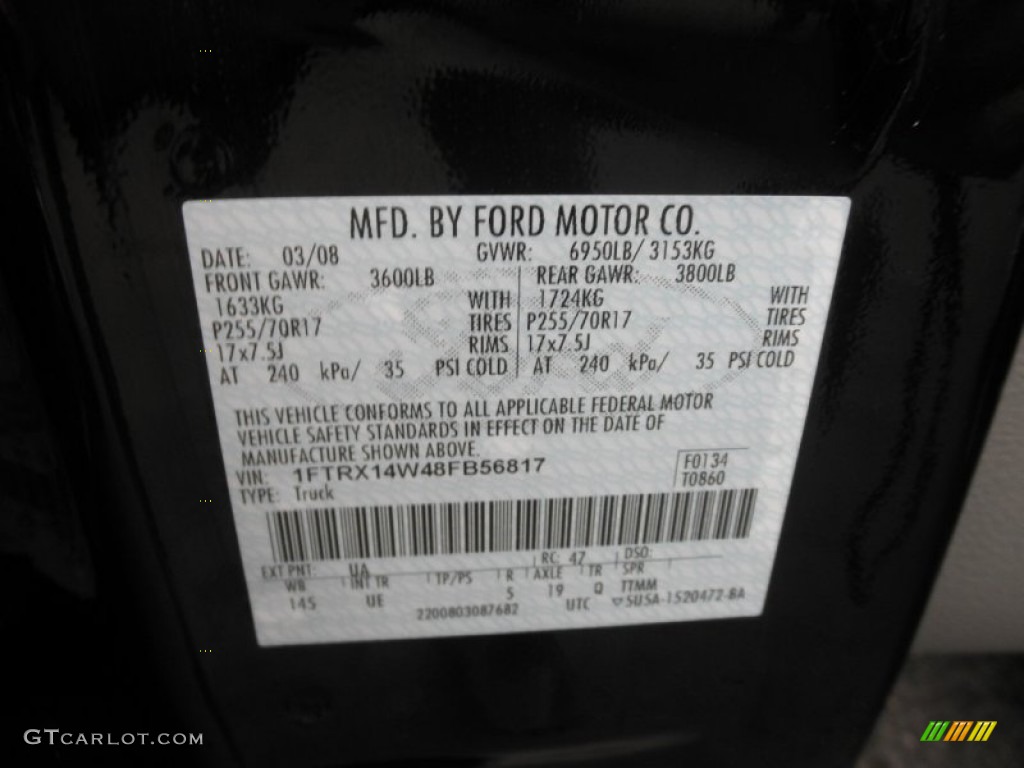 MFD. BY FORD MOTOR CO.
DATE: 03/08 GVWR: 6950LB/ 3153KG
FRONT GAWR: 3600LB REAR GAWR: 3800LB
1633KG WITH 1724KG WITH
P255/70R17 TIRES P255/70R17 TIRES
17x7.5J RIMS 17x7.5J RIMS
AT 240 kPa/ 35 PSI COLD AT 240 kPa/ 35 PSI COLD
THIS VEHICLE CONFORMS TO ALL APPLICABLE FEDERAL MOTOR
VEHICLE SAFETY STANDARDS IN EFFECT ON THE DATE OF
MANUFACTURE SHOWN ABOVE.
VIN: 1FTRX14W48FB56817 F0134
TYPE: Truck T0860
EXT PNT: UA RC: 47 DSO:
WB INT TR TP/PS R AXLE TR SPR
145 UE S 19 Q TTMM
2200803087682 UTC ▽SUSA-1520472-BA
GTCARLOT.COM